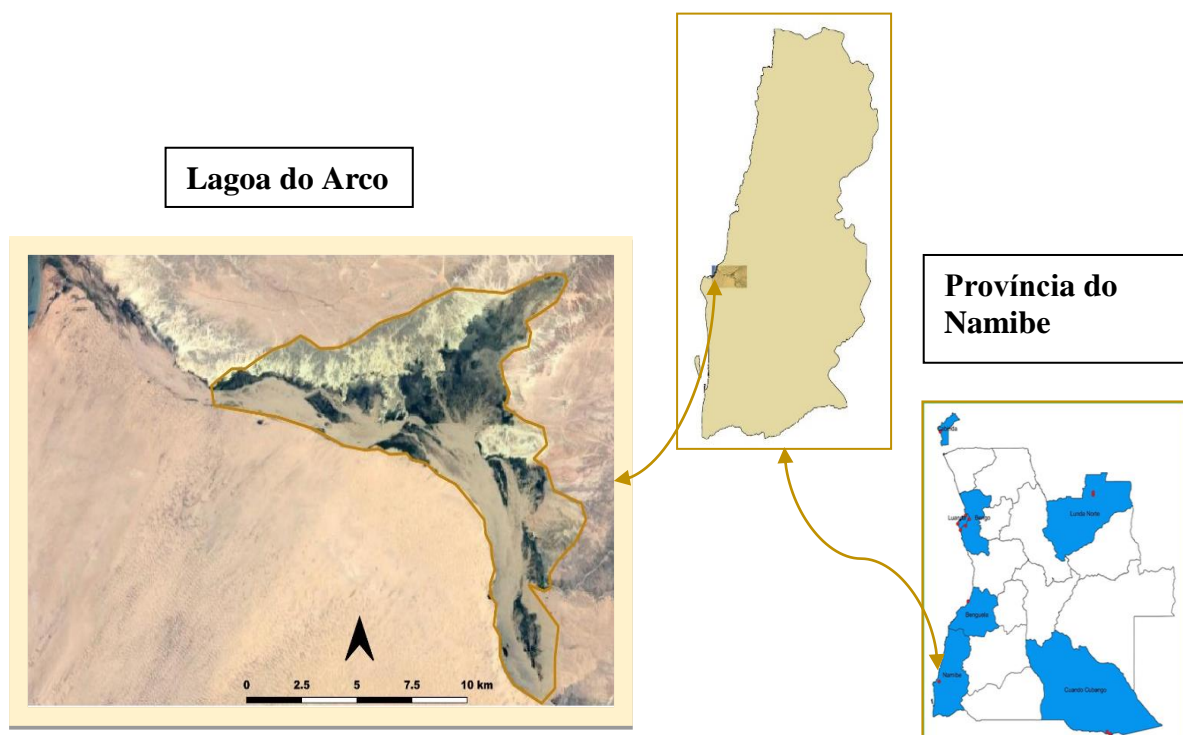 Lagoa do Arco
0 2.5 5 7.5 10 km
Província do
Namibe
Cabinda
Luanda Bengo
Lunda Norte
Benguela
Namibe
Cuando Cubango